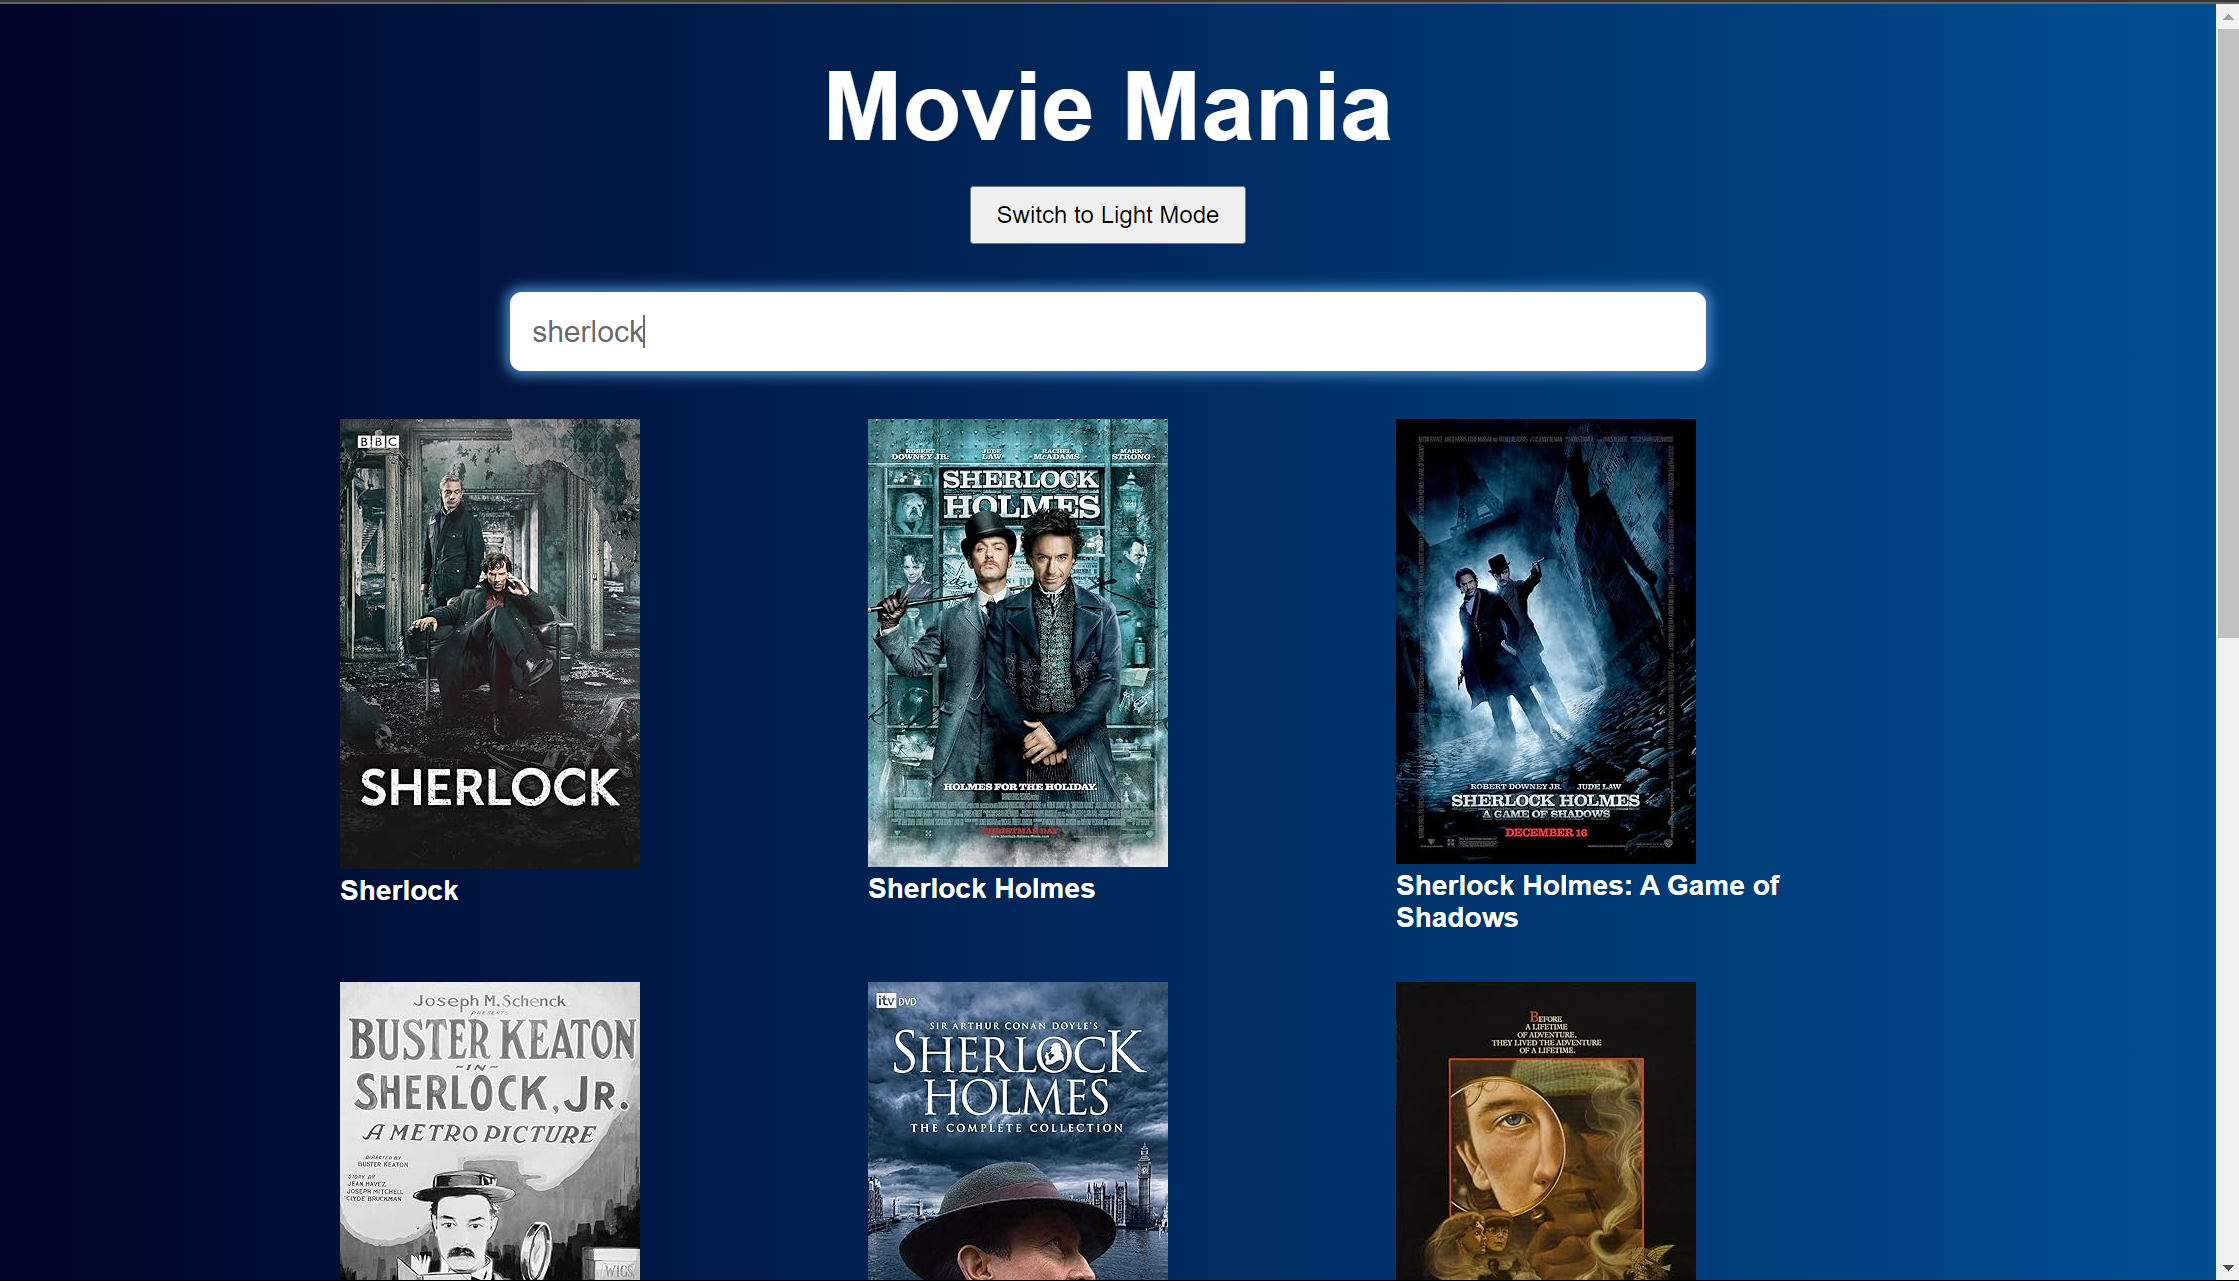 Movie Mania
Switch to Light Mode
sherlock
BBC
SHERLOCK
Sherlock
ROBERT DOWNEY JR.
JUDE LAW
RACHEL McADAMS
MARK STRONG
SHERLOCK
HOLMES
HOLMES FOR THE HOLIDAY.
CHRISTMAS DAY
Sherlock Holmes
ROBERT DOWNEY JR. JUDE LAW
SHERLOCK HOLMES
A GAME OF SHADOWS
DECEMBER 16
Sherlock Holmes: A Game of
Shadows
Joseph M. Schenck
PRESENTS
BUSTER KEATON
-IN-
SHERLOCK, JR.
A METRO PICTURE
DIRECTED BY
BUSTER KEATON
STORY BY
JEAN HAVEZ
JOSEPH MITCHELL
CLYDE BRUCKMAN
WIGS
itv DVD
SIR ARTHUR CONAN DOYLE'S
SHERLOCK
HOLMES
THE COMPLETE COLLECTION
BEFORE
A LIFETIME
OF ADVENTURE,
THEY LIVED THE ADVENTURE
OF A LIFETIME.